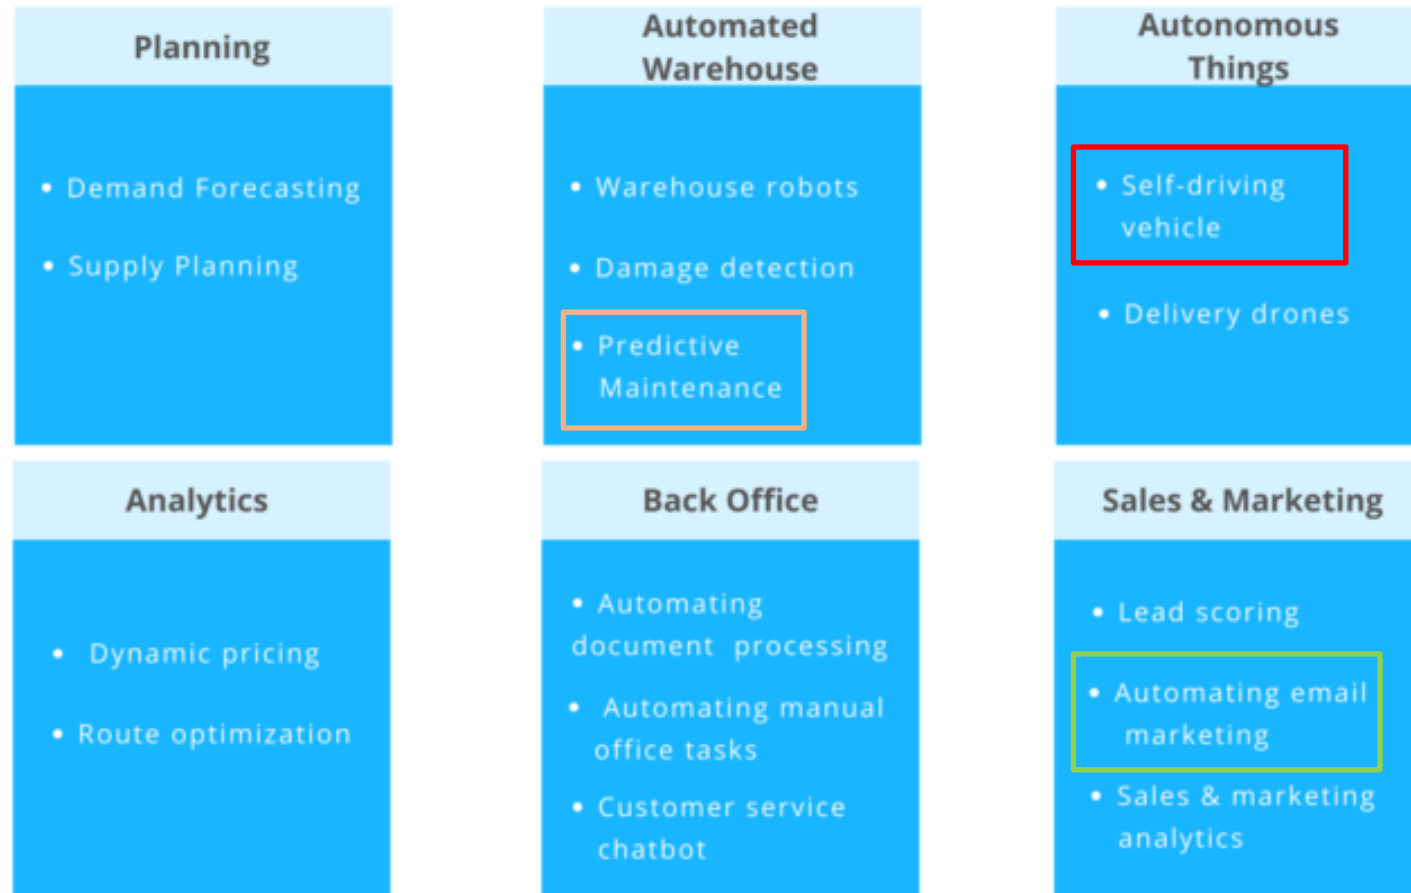 Planning
• Demand Forecasting
• Supply Planning
Automated
Warehouse
• Warehouse robots
• Damage detection
• Predictive
Maintenance
Autonomous
Things
• Self-driving
vehicle
• Delivery drones
Analytics
• Dynamic pricing
• Route optimization
Back Office
• Automating
document processing
• Automating manual
office tasks
• Customer service
chatbot
Sales & Marketing
• Lead scoring
• Automating email
marketing
• Sales & marketing
analytics